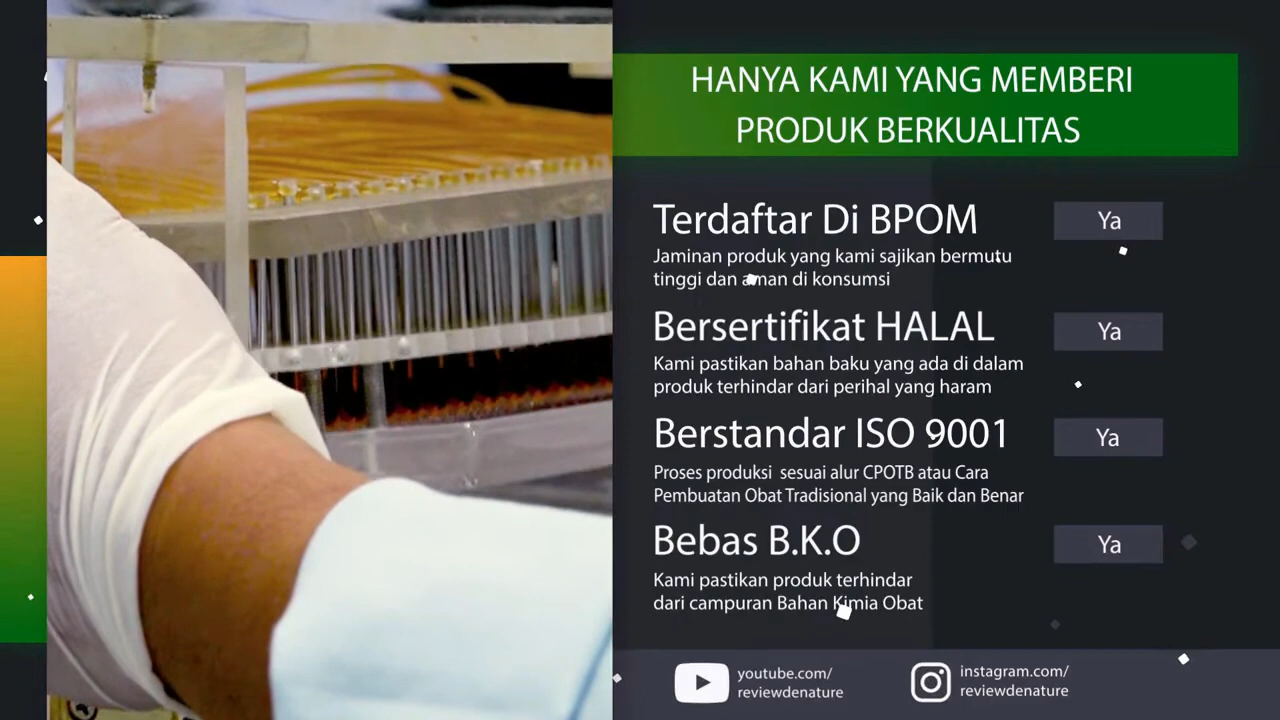 HANYA KAMI YANG MEMBERI
PRODUK BERKUALITAS
Terdaftar Di BPOM
Ya
Jaminan produk yang kami sajikan bermutu
tinggi dan aman di konsumsi
Bersertifikat HALAL
Ya
Kami pastikan bahan baku yang ada di dalam
produk terhindar dari perihal yang haram
Berstandar ISO 9001
Ya
Proses produksi  sesuai alur CPOTB atau Cara
Pembuatan Obat Tradisional yang Baik dan Benar
Bebas B.K.O
Ya
Kami pastikan produk terhindar
dari campuran Bahan Kimia Obat
youtube.com/
reviewdenature
instagram.com/
reviewdenature